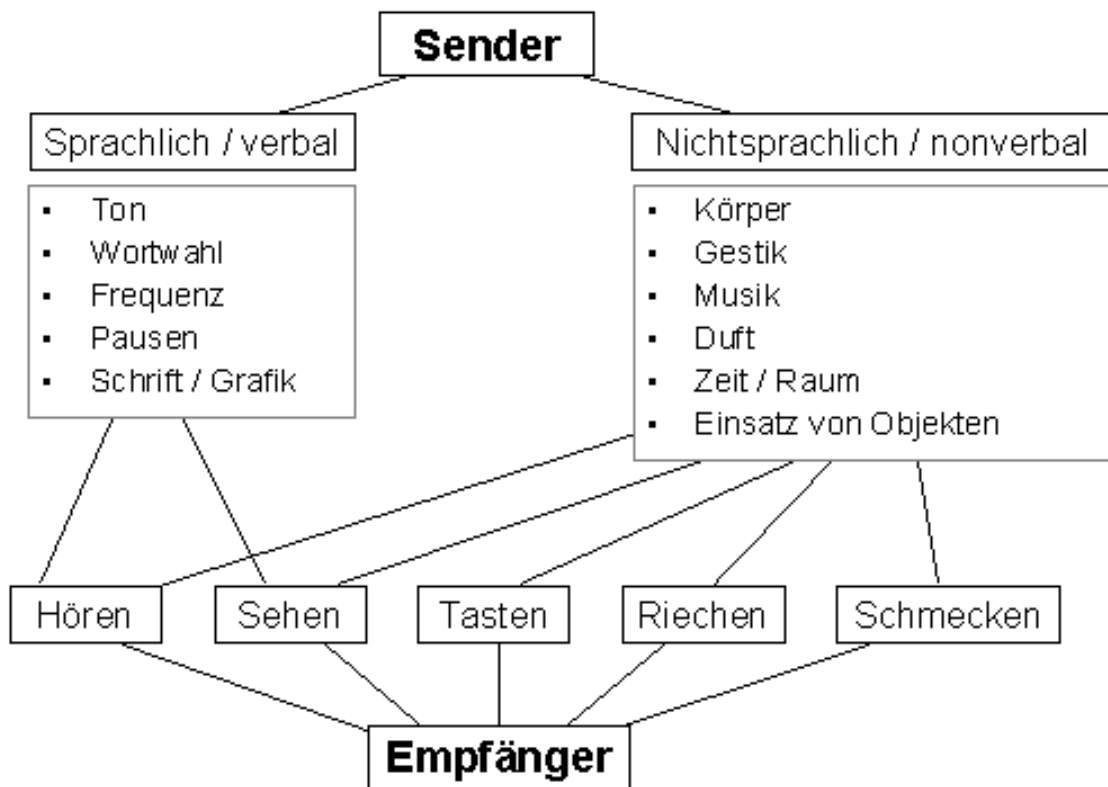 Sender
Sprachlich / verbal
Nichtsprachlich / nonverbal
▪ Ton
▪ Wortwahl
▪ Frequenz
▪ Pausen
▪ Schrift / Grafik
▪ Körper
▪ Gestik
▪ Musik
▪ Duft
▪ Zeit / Raum
▪ Einsatz von Objekten
Hören
Sehen
Tasten
Riechen
Schmecken
Empfänger